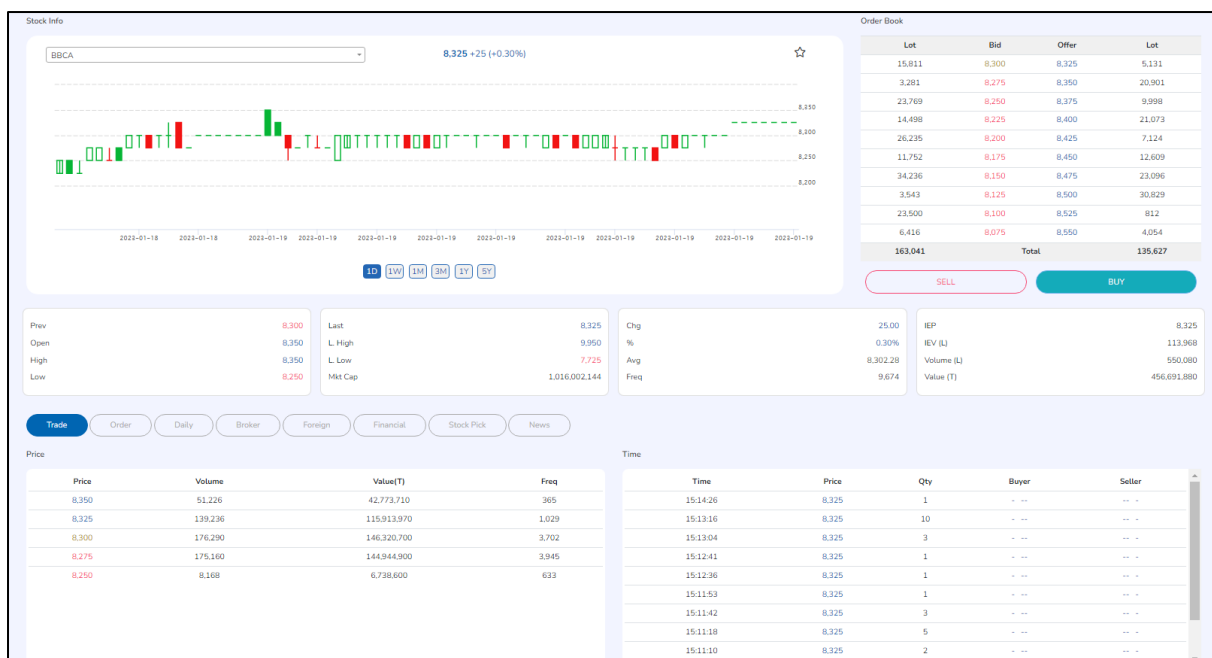 Stock Info
BBCA 8,325 +25 (+0.30%)
8,350
8,300
8,250
8,200
2023-01-18 2023-01-18 2023-01-19 2023-01-19 2023-01-19 2023-01-19 2023-01-19 2023-01-19 2023-01-19 2023-01-19 2023-01-19 2023-01-19
1D 1W 1M 3M 1Y 5Y
Order Book
Lot Bid Offer Lot
15,811 8,300 8,325 5,131
3,281 8,275 8,350 20,901
23,769 8,250 8,375 9,998
14,498 8,225 8,400 21,073
26,235 8,200 8,425 7,124
11,752 8,175 8,450 12,609
34,236 8,150 8,475 23,096
3,543 8,125 8,500 30,829
23,500 8,100 8,525 812
6,416 8,075 8,550 4,054
163,041 Total 135,627
SELL BUY
Prev 8,300
Open 8,350
High 8,350
Low 8,250
Last 8,325
L. High 9,950
L. Low 7,725
Mkt Cap 1,016,002,144
Chg 25.00
% 0.30%
Avg 8,302.28
Freq 9,674
IEP 8,325
IEV (L) 113,968
Volume (L) 550,080
Value (T) 456,691,880
Trade Order Daily Broker Foreign Financial Stock Pick News
Price
Price Volume Value(T) Freq
8,350 51,226 42,773,710 365
8,325 139,236 115,913,970 1,029
8,300 176,290 146,320,700 3,702
8,275 175,160 144,944,900 3,945
8,250 8,168 6,738,600 633
Time
Time Price Qty Buyer Seller
15:14:26 8,325 1 - -- -- -
15:13:16 8,325 10 - -- -- -
15:13:04 8,325 3 - -- -- -
15:12:41 8,325 1 - -- -- -
15:12:36 8,325 1 - -- -- -
15:11:53 8,325 1 - -- -- -
15:11:42 8,325 3 - -- -- -
15:11:18 8,325 5 - -- -- -
15:11:10 8,325 2 - -- -- -